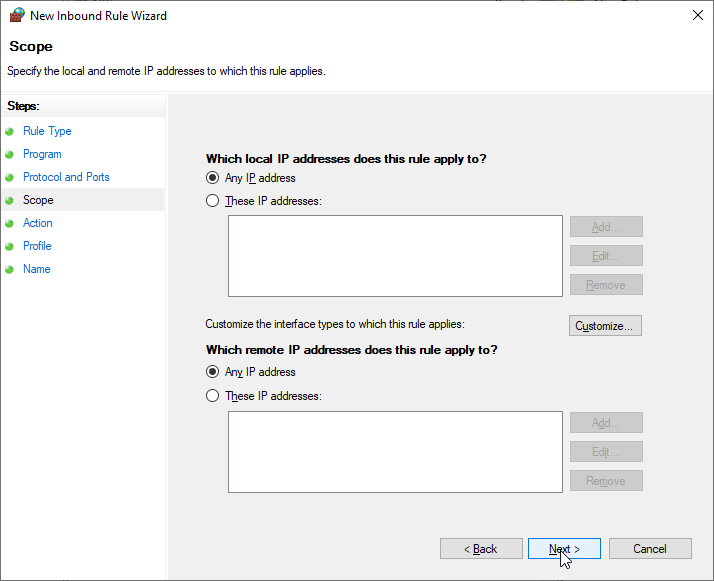 New Inbound Rule Wizard
Scope
Specify the local and remote IP addresses to which this rule applies.
Steps:
Rule Type
Program
Protocol and Ports
Scope
Action
Profile
Name
Which local IP addresses does this rule apply to?
Any IP address
These IP addresses:
Add...
Edit...
Remove
Customize the interface types to which this rule applies:
Customize...
Which remote IP addresses does this rule apply to?
Any IP address
These IP addresses:
Add...
Edit...
Remove
< Back
Next >
Cancel